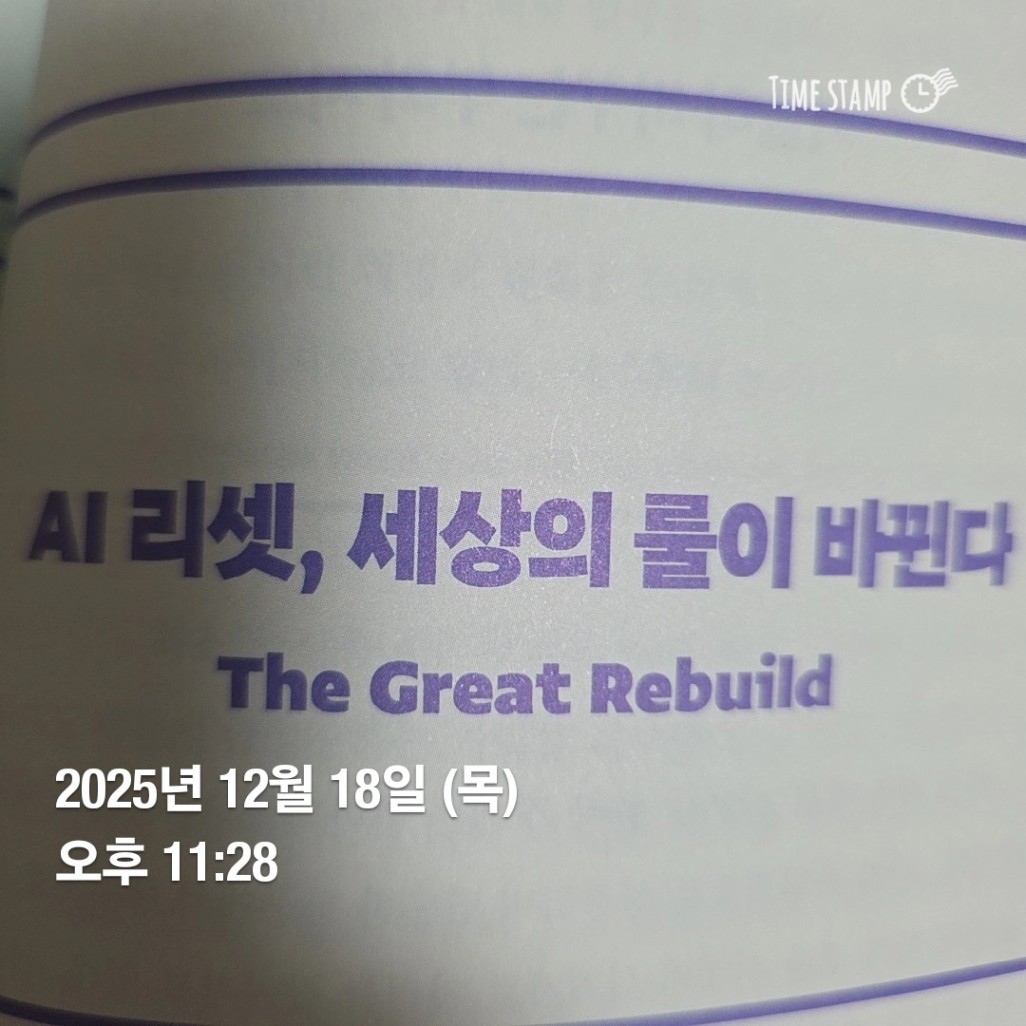 TIME STAMP
AI 리셋, 세상의 룰이 바뀐다
The Great Rebuild
2025년 12월 18일 (목)
오후 11:28